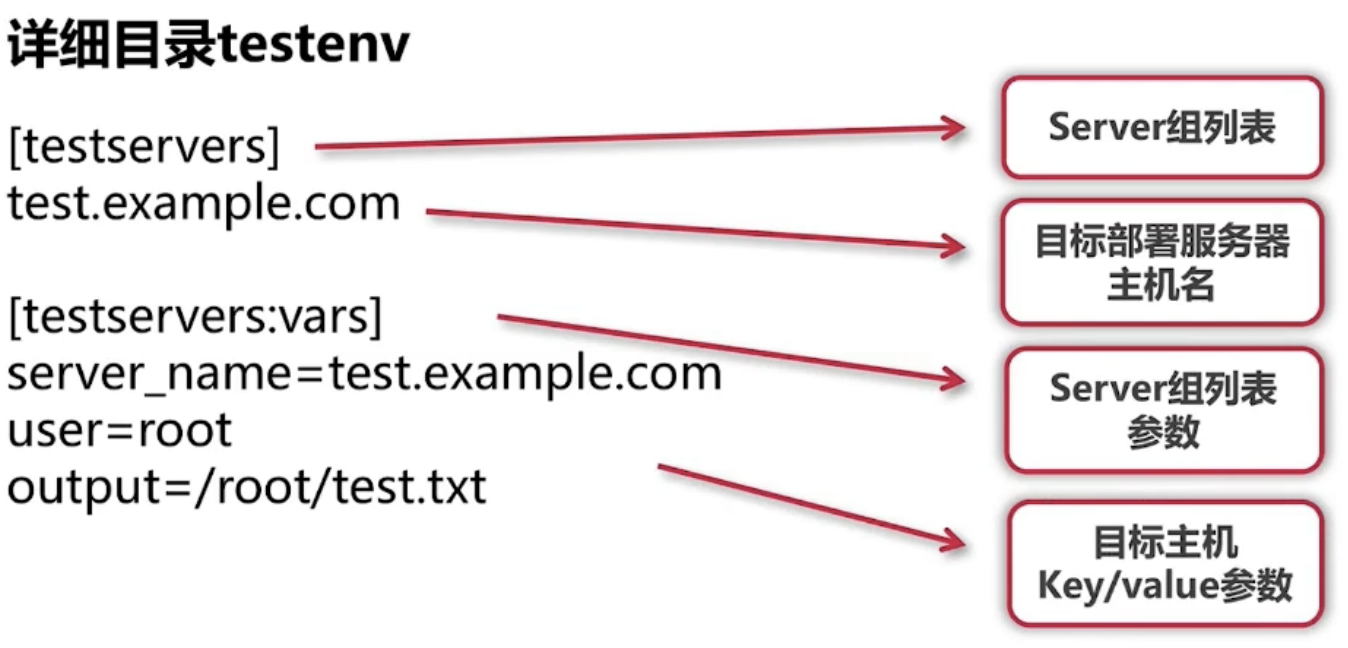 详细目录testenv
[testservers]
test.example.com
[testservers:vars]
server_name=test.example.com
user=root
output=/root/test.txt
Server组列表
目标部署服务器
主机名
Server组列表
参数
目标主机
Key/value参数